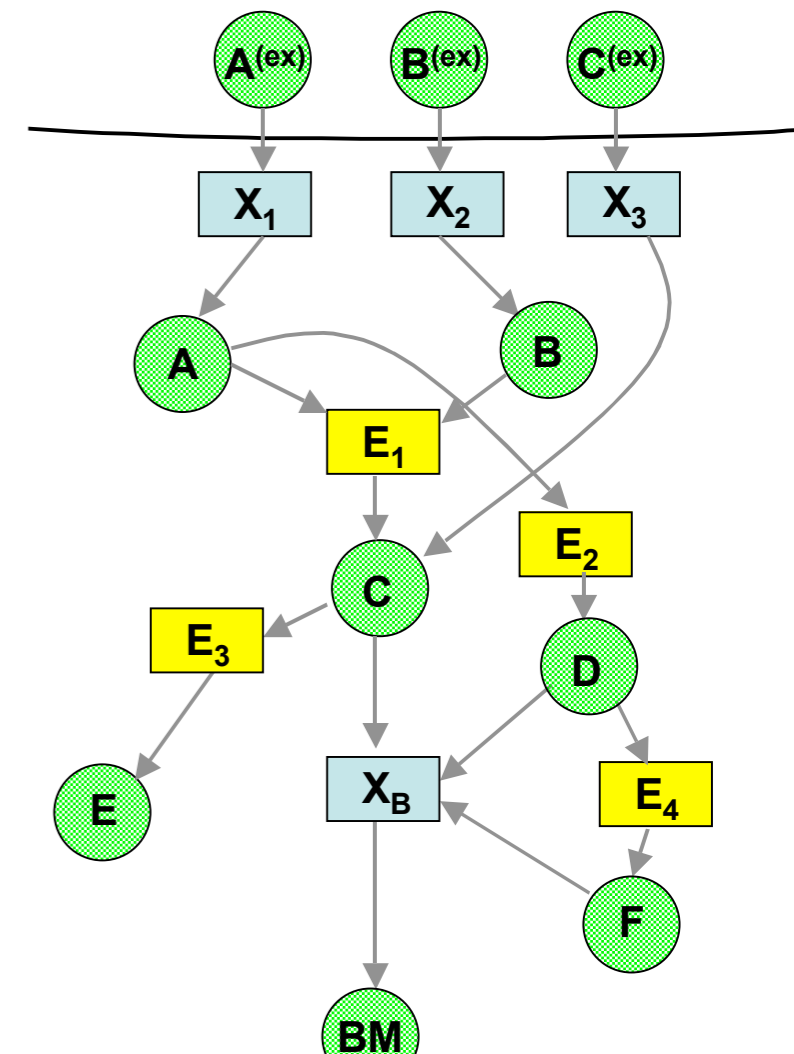 A(ex) B(ex) C(ex)
X1 X2 X3
A B
E1
E2
C
E3
D
XB E4
E
F
BM